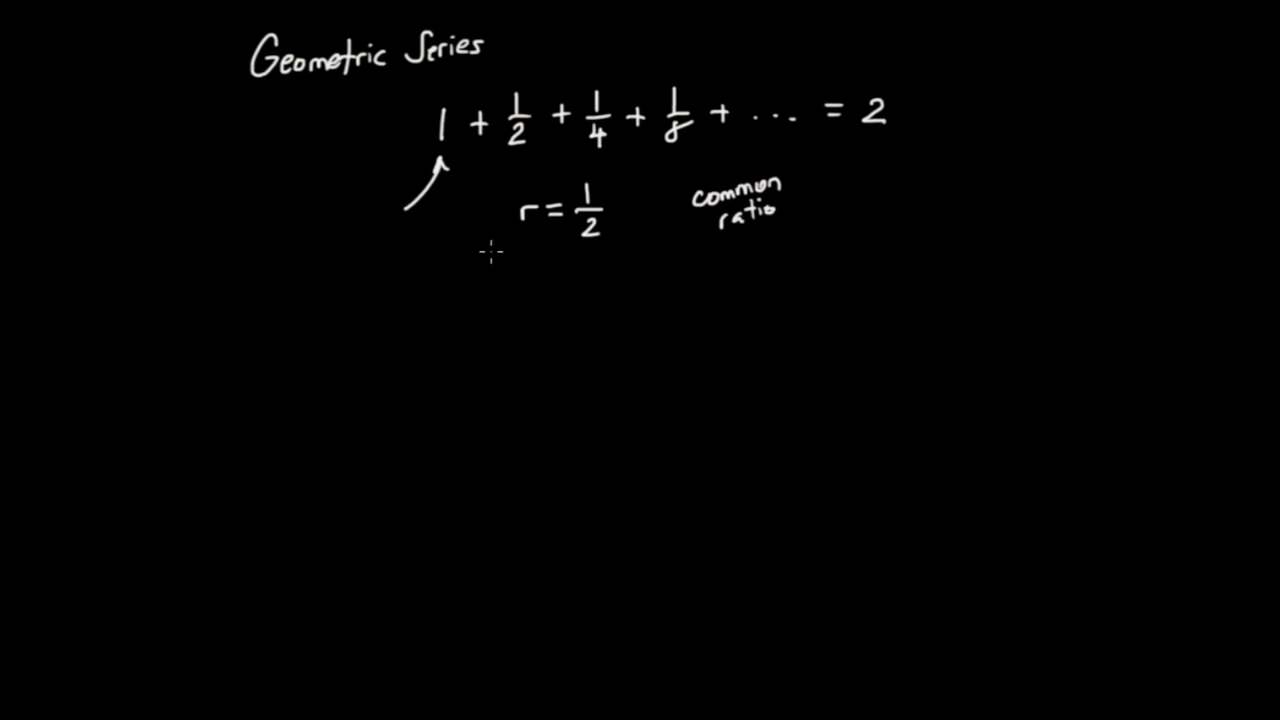 Geometric Series
1 + 1/2 + 1/4 + 1/8 + ... = 2
r = 1/2 common
ratio